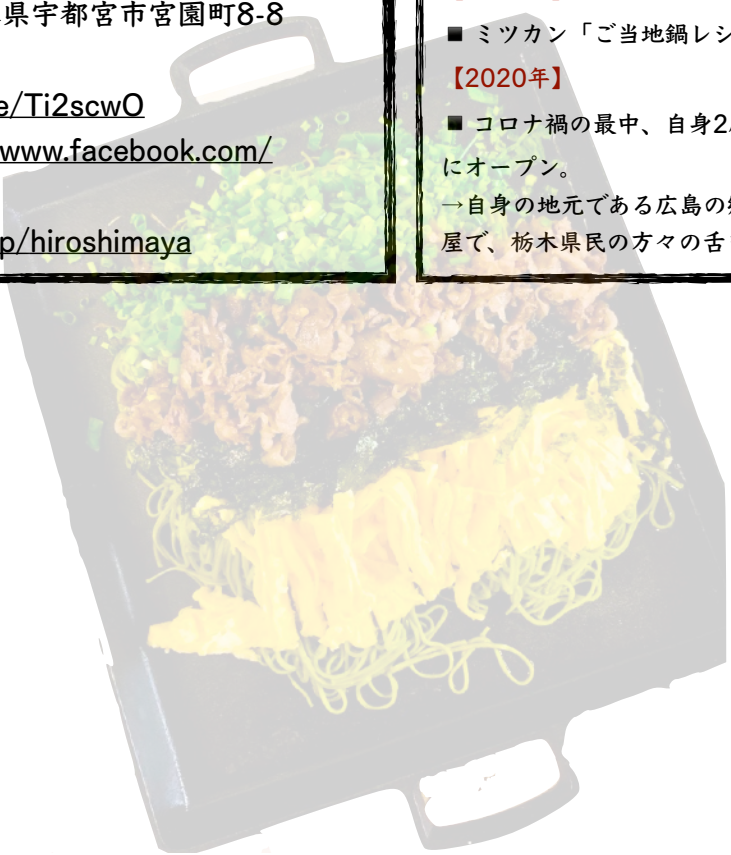 県宇都宮市宮園町8-8
e/Ti2scwO
www.facebook.com/
p/hiroshimaya
■ ミツカン「ご当地鍋レシ
【2020年】
■ コロナ禍の最中、自身2
にオープン。
→自身の地元である広島の
屋で、栃木県民の方々の舌